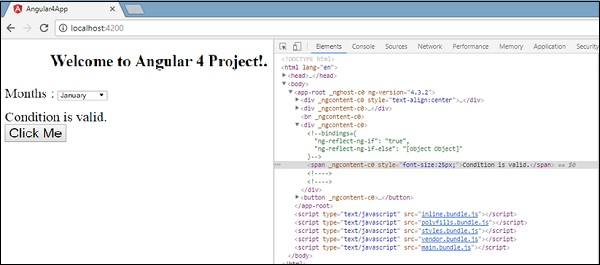 Angular4App
localhost:4200
Welcome to Angular 4 Project!.
Months : January
Condition is valid.
Click Me
Elements Console Sources Network Performance Memory Application Security
<!DOCTYPE html>
<html lang="en">
<head>…</head>
<body>
<app-root _nghost-c0 ng-version="4.3.2">
<div _ngcontent-c0 style="text-align:center">…</div>
<div _ngcontent-c0>…</div>
<br _ngcontent-c0>
<div _ngcontent-c0>
<!--bindings={
"ng-reflect-ng-if": "true",
"ng-reflect-ng-if-else": "[object Object]"
}-->
<span _ngcontent-c0 style="font-size:25px;">Condition is valid.</span> == $0
<!---->
<!---->
</div>
<button _ngcontent-c0>…</button>
</app-root>
<script type="text/javascript" src="inline.bundle.js"></script>
<script type="text/javascript" src="polyfills.bundle.js"></script>
<script type="text/javascript" src="styles.bundle.js"></script>
<script type="text/javascript" src="vendor.bundle.js"></script>
<script type="text/javascript" src="main.bundle.js"></script>
</body>
</html>